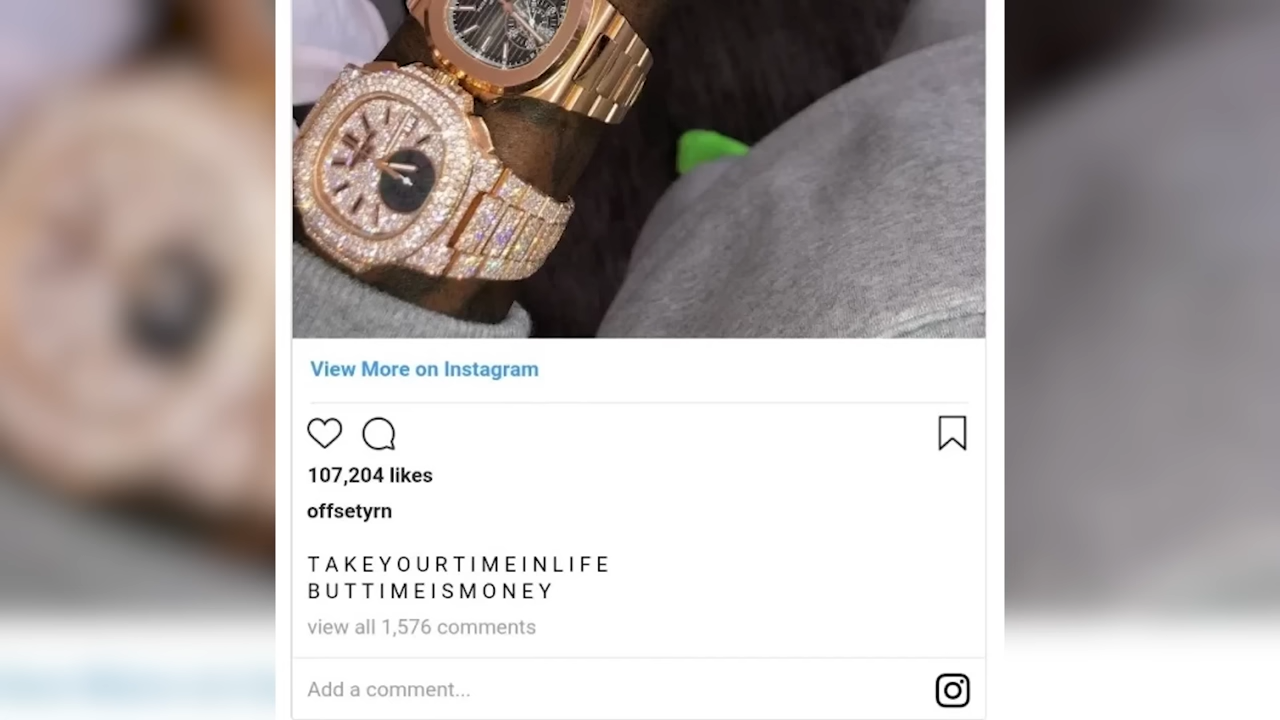 View More on Instagram
107,204 likes
offsetyrn
T A K E Y O U R T I M E I N L I F E
B U T T I M E I S M O N E Y
view all 1,576 comments
Add a comment...